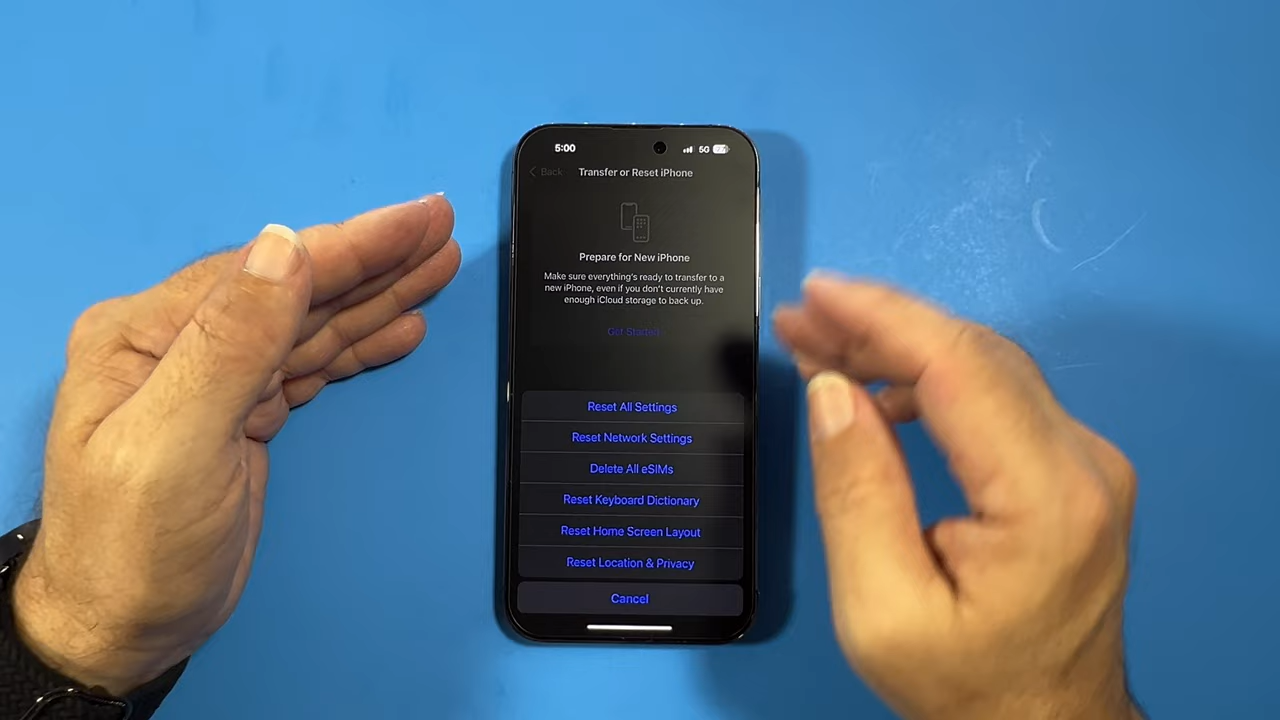 5:00
5G
Back
Transfer or Reset iPhone
Prepare for New iPhone
Make sure everything's ready to transfer to a
new iPhone, even if you don't currently have
enough iCloud storage to back up.
Get Started
Reset All Settings
Reset Network Settings
Delete All eSIMs
Reset Keyboard Dictionary
Reset Home Screen Layout
Reset Location & Privacy
Cancel